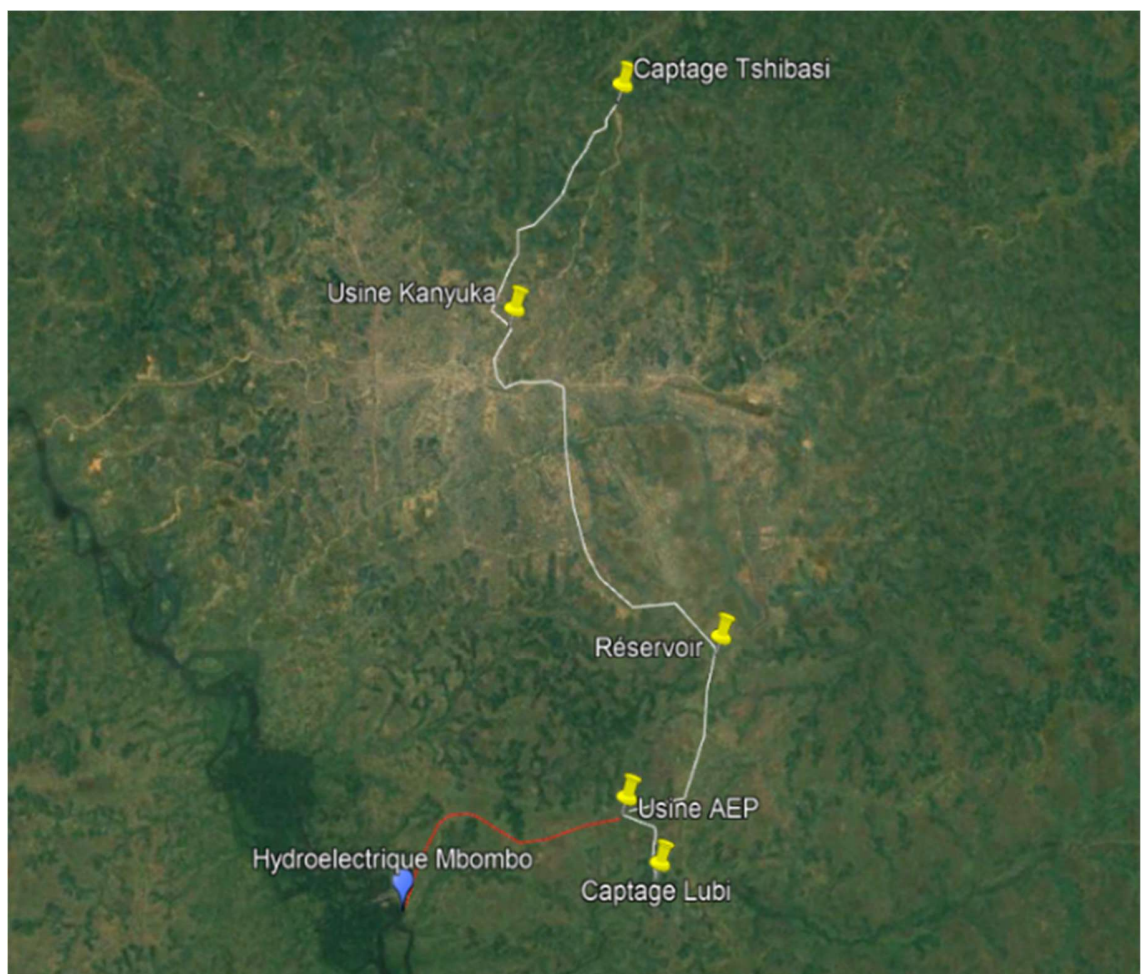 Captage Tshibasi
Usine Kanyuka
Réservoir
Usine AEP
Hydroelectrique Mbombo
Captage Lubi